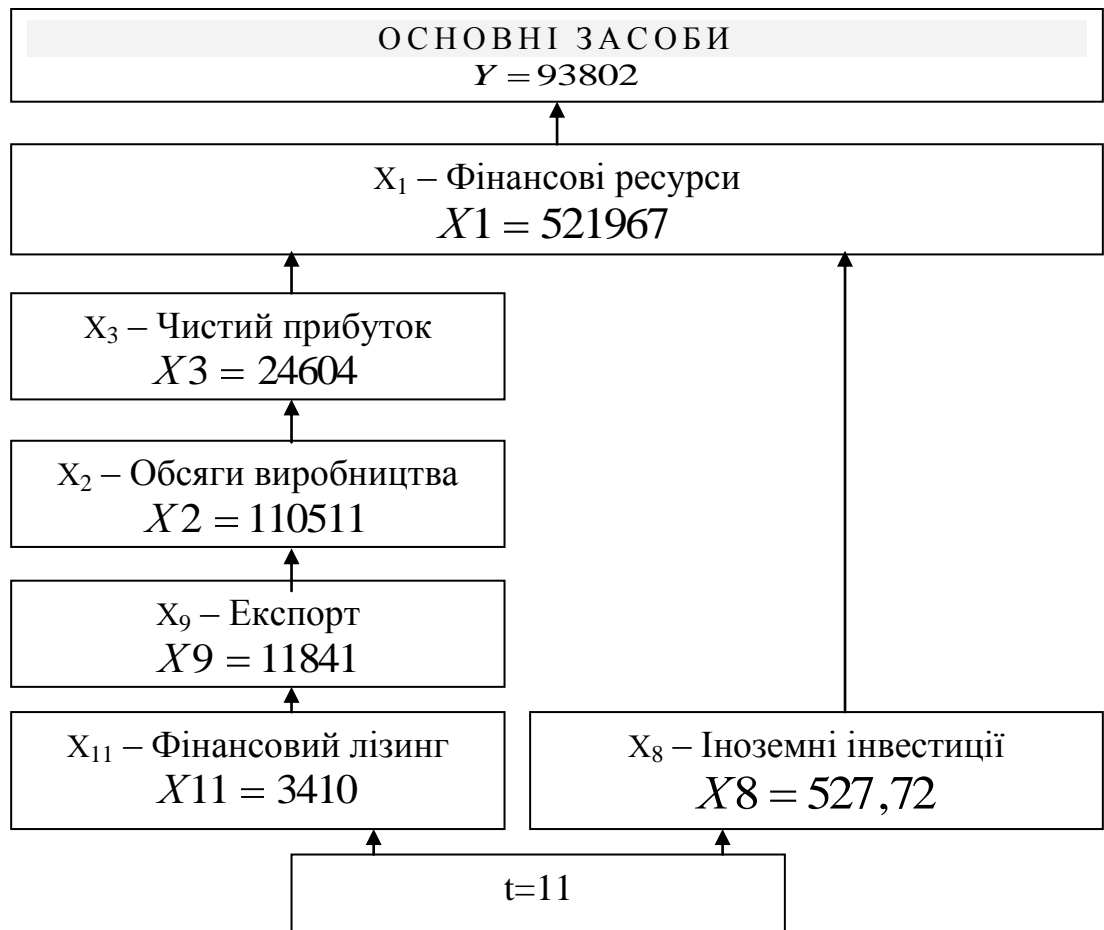 ОСНОВНІ ЗАСОБИ
Y = 93802
X₁ – Фінансові ресурси
X1 = 521967
X₃ – Чистий прибуток
X3 = 24604
X₂ – Обсяги виробництва
X2 = 110511
X₉ – Експорт
X9 = 11841
X₁₁ – Фінансовий лізинг
X11 = 3410
X₈ – Іноземні інвестиції
X8 = 527,72
t=11